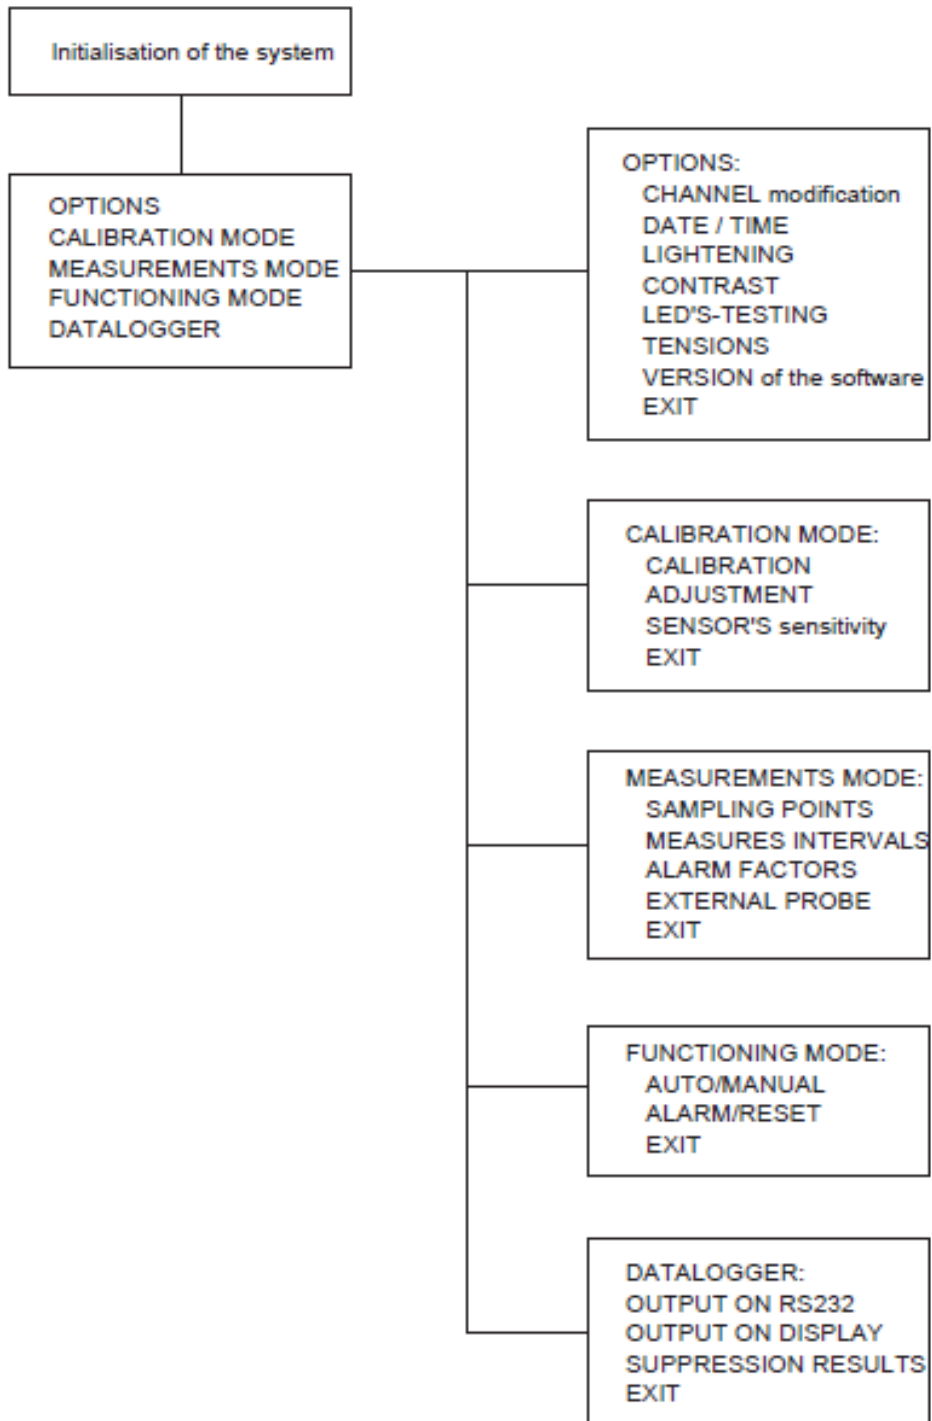 Initialisation of the system
OPTIONS
CALIBRATION MODE
MEASUREMENTS MODE
FUNCTIONING MODE
DATALOGGER
OPTIONS:
CHANNEL modification
DATE / TIME
LIGHTENING
CONTRAST
LED'S-TESTING
TENSIONS
VERSION of the software
EXIT
CALIBRATION MODE:
CALIBRATION
ADJUSTMENT
SENSOR'S sensitivity
EXIT
MEASUREMENTS MODE:
SAMPLING POINTS
MEASURES INTERVALS
ALARM FACTORS
EXTERNAL PROBE
EXIT
FUNCTIONING MODE:
AUTO/MANUAL
ALARM/RESET
EXIT
DATALOGGER:
OUTPUT ON RS232
OUTPUT ON DISPLAY
SUPPRESSION RESULTS
EXIT